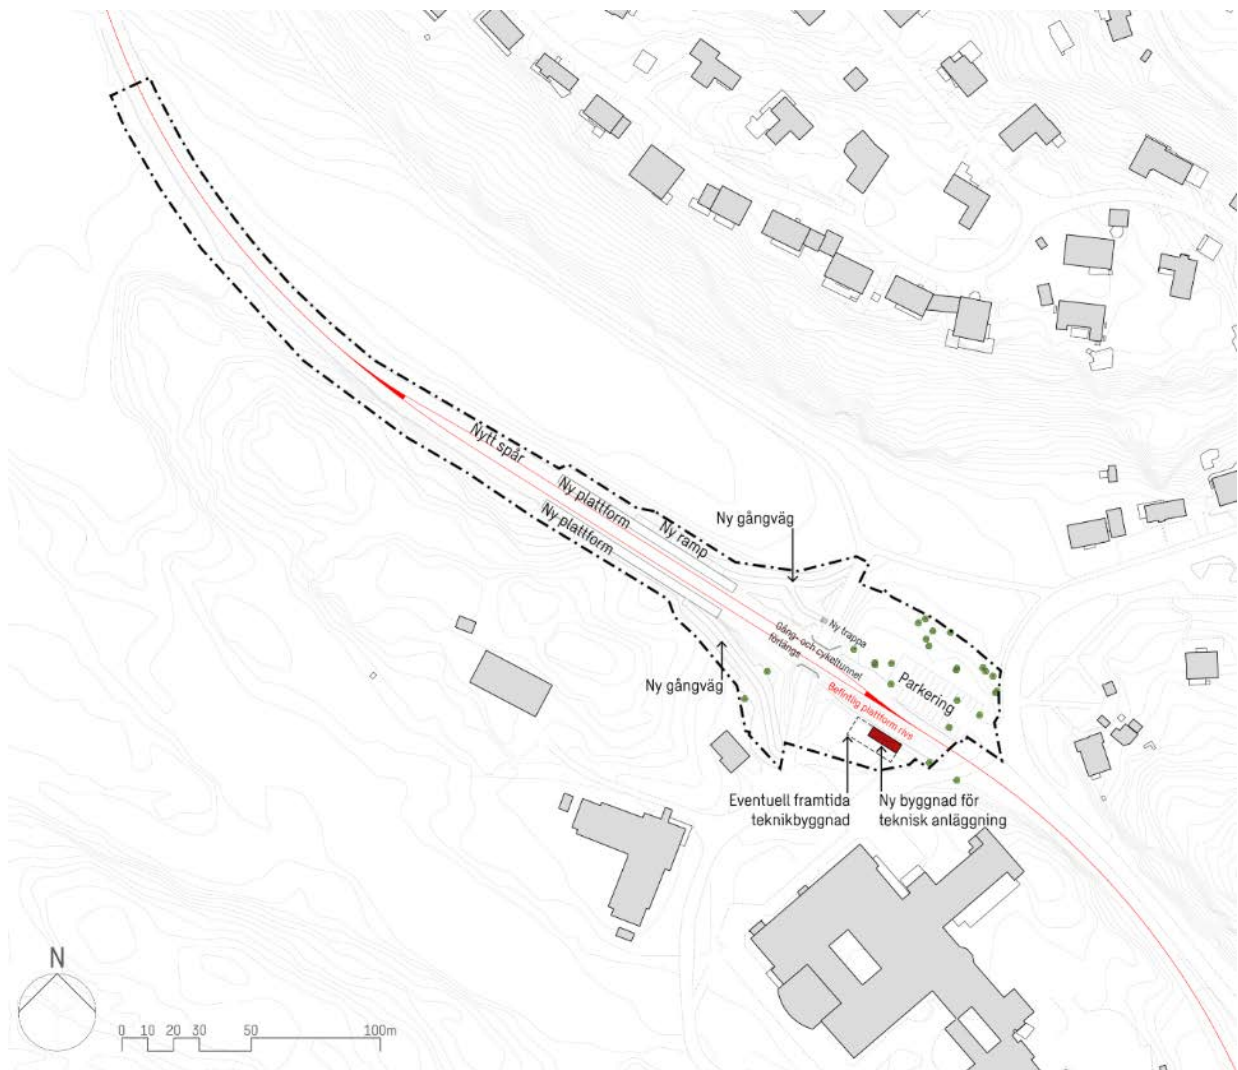 Nytt spår
Ny plattform
Ny plattform
Ny ramp
Ny gångväg
Ny trappa
Gång- och cykeltunnel
förlängs
Ny gångväg
Parkering
Befintlig plattform rivs
Eventuell framtida
teknikbyggnad
Ny byggnad för
teknisk anläggning
N
0 10 20 30 50 100m